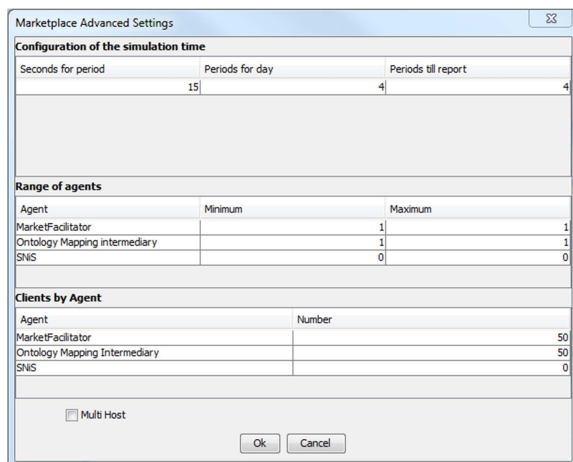 Marketplace Advanced Settings
Configuration of the simulation time
Seconds for period Periods for day Periods till report
15 4 4
Range of agents
Agent Minimum Maximum
MarketFacilitator 1 1
Ontology Mapping intermediary 1 1
SNiS 0 0
Clients by Agent
Agent Number
MarketFacilitator 50
Ontology Mapping Intermediary 50
SNiS 0
Multi Host
Ok Cancel